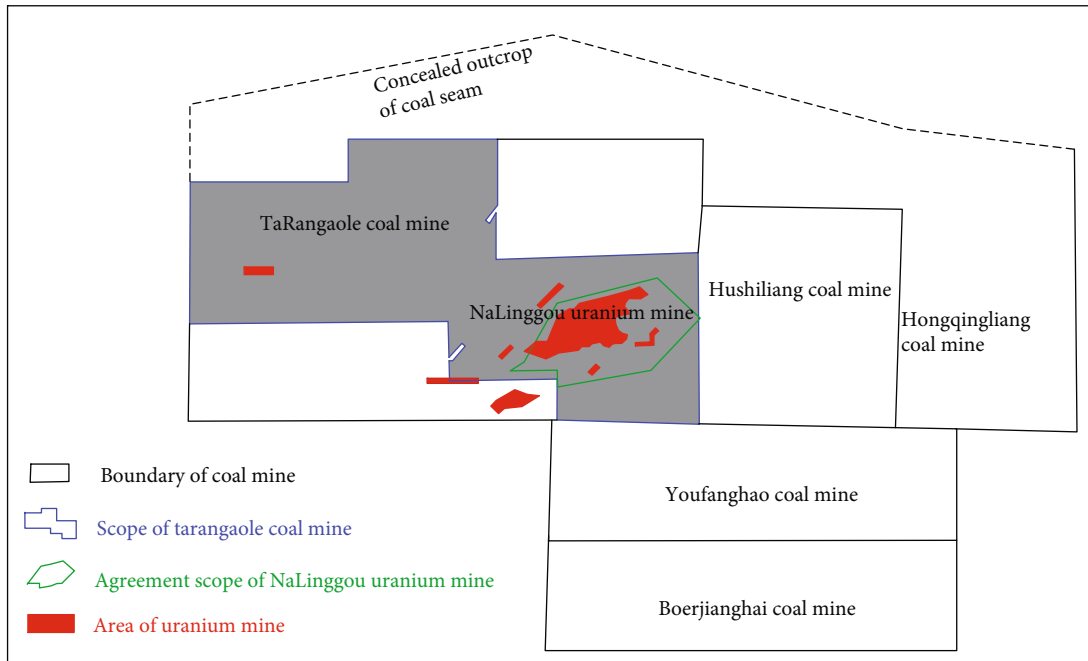 Concealed outcrop
of coal seam
TaRangaole coal mine
NaLinggou uranium mine
Hushiliang coal mine
Hongqingliang
coal mine
Youfanghao coal mine
Boerjianghai coal mine
Boundary of coal mine
Scope of tarangaole coal mine
Agreement scope of NaLinggou uranium mine
Area of uranium mine